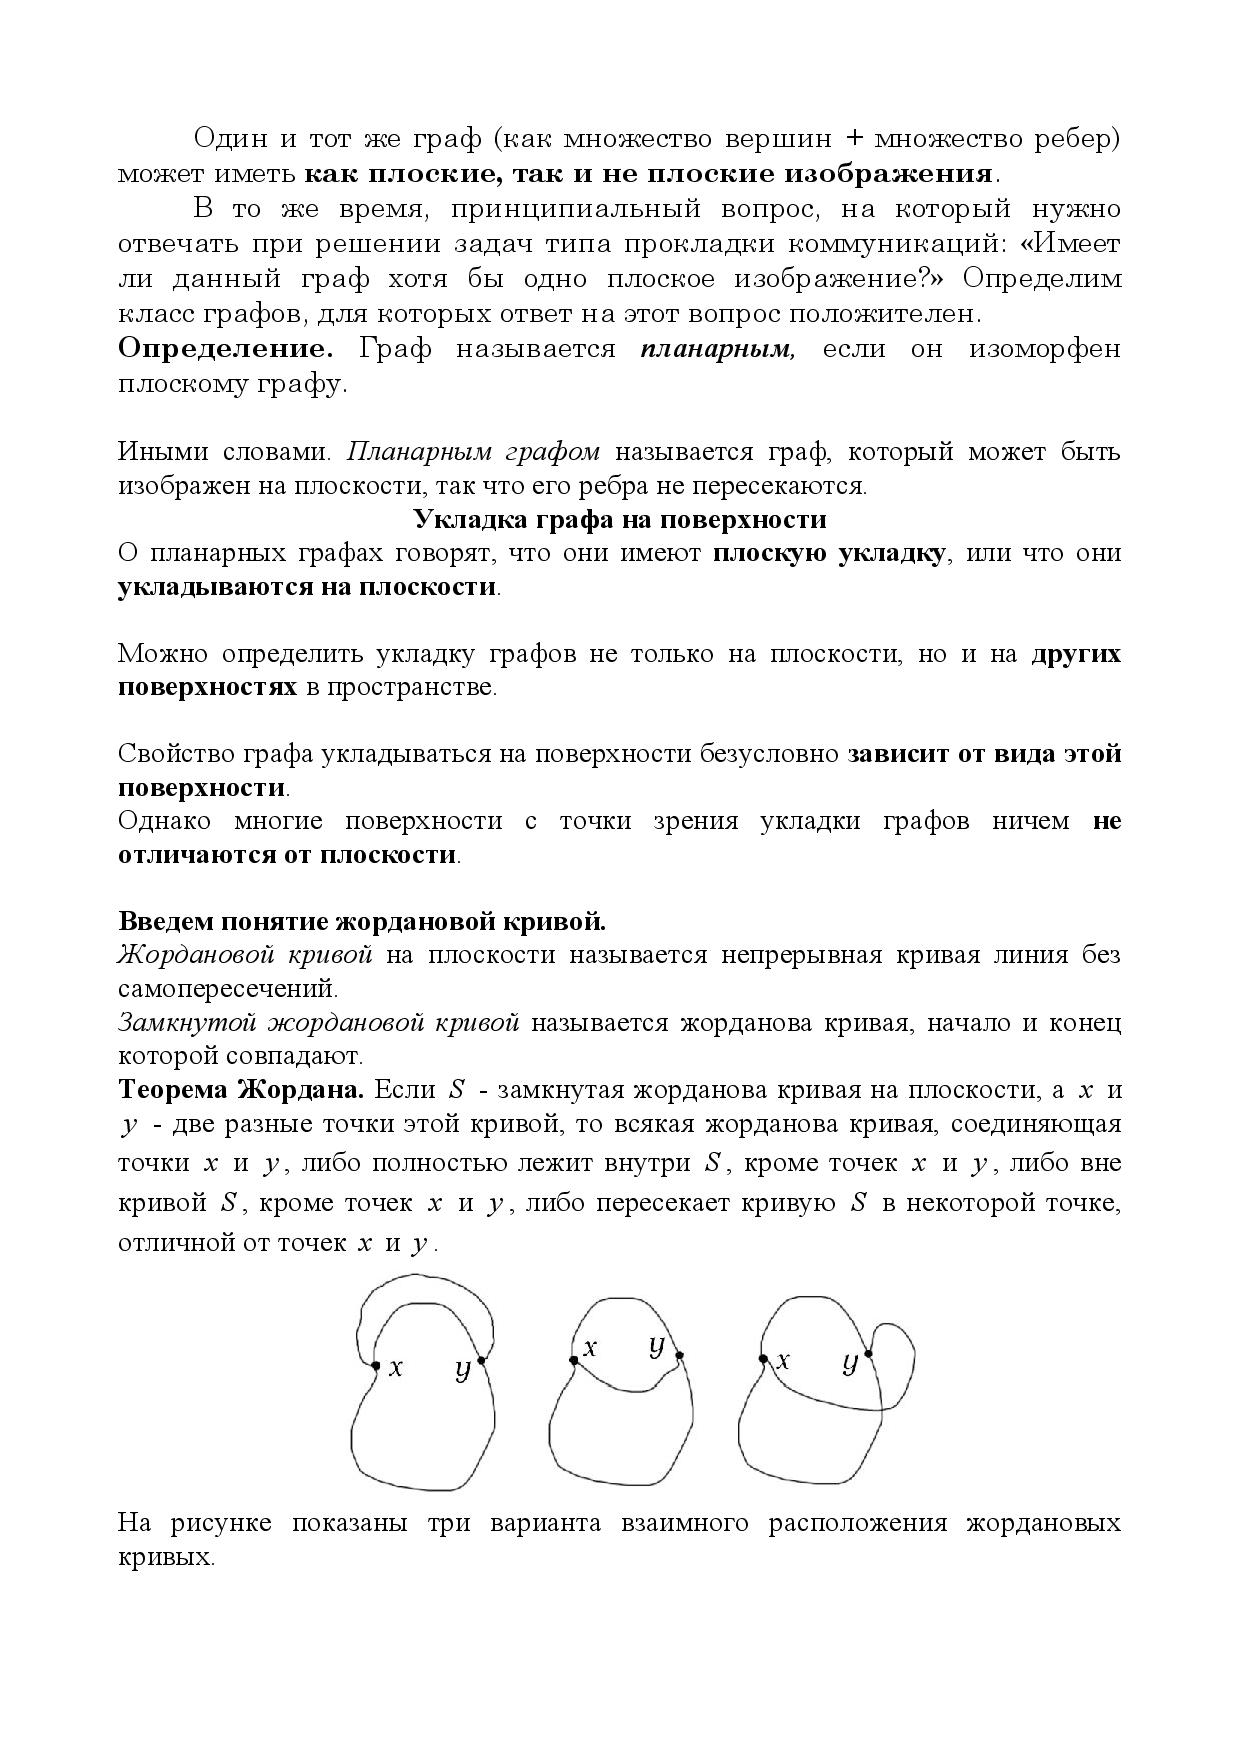 Один и тот же граф (как множество вершин + множество ребер)
может иметь как плоские, так и не плоские изображения.
В то же время, принципиальный вопрос, на который нужно
отвечать при решении задач типа прокладки коммуникаций: «Имеет
ли данный граф хотя бы одно плоское изображение?» Определим
класс графов, для которых ответ на этот вопрос положителен.
Определение. Граф называется планарным, если он изоморфен
плоскому графу.
Иными словами. Планарным графом называется граф, который может быть
изображен на плоскости, так что его ребра не пересекаются.
Укладка графа на поверхности
О планарных графах говорят, что они имеют плоскую укладку, или что они
укладываются на плоскости.
Можно определить укладку графов не только на плоскости, но и на других
поверхностях в пространстве.
Свойство графа укладываться на поверхности безусловно зависит от вида этой
поверхности.
Однако многие поверхности с точки зрения укладки графов ничем не
отличаются от плоскости.
Введем понятие жордановой кривой.
Жордановой кривой на плоскости называется непрерывная кривая линия без
самопересечений.
Замкнутой жордановой кривой называется жорданова кривая, начало и конец
которой совпадают.
Теорема Жордана. Если S - замкнутая жорданова кривая на плоскости, а x и
y - две разные точки этой кривой, то всякая жорданова кривая, соединяющая
точки x и y, либо полностью лежит внутри S, кроме точек x и y, либо вне
кривой S, кроме точек x и y, либо пересекает кривую S в некоторой точке,
отличной от точек x и y.
x y x y x y
На рисунке показаны три варианта взаимного расположения жордановых
кривых.